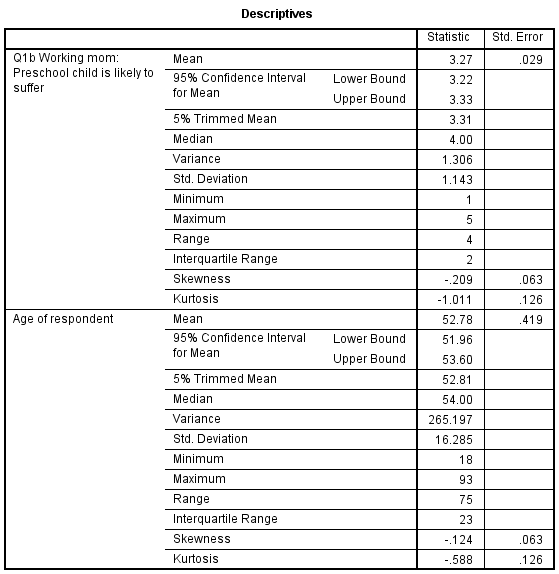 Descriptives
Statistic Std. Error
Q1b Working mom: Mean 3.27 .029
Preschool child is likely to 95% Confidence Interval Lower Bound 3.22
suffer for Mean Upper Bound 3.33
5% Trimmed Mean 3.31
Median 4.00
Variance 1.306
Std. Deviation 1.143
Minimum 1
Maximum 5
Range 4
Interquartile Range 2
Skewness -.209 .063
Kurtosis -1.011 .126
Age of respondent Mean 52.78 .419
95% Confidence Interval Lower Bound 51.96
for Mean Upper Bound 53.60
5% Trimmed Mean 52.81
Median 54.00
Variance 265.197
Std. Deviation 16.285
Minimum 18
Maximum 93
Range 75
Interquartile Range 23
Skewness -.124 .063
Kurtosis -.588 .126